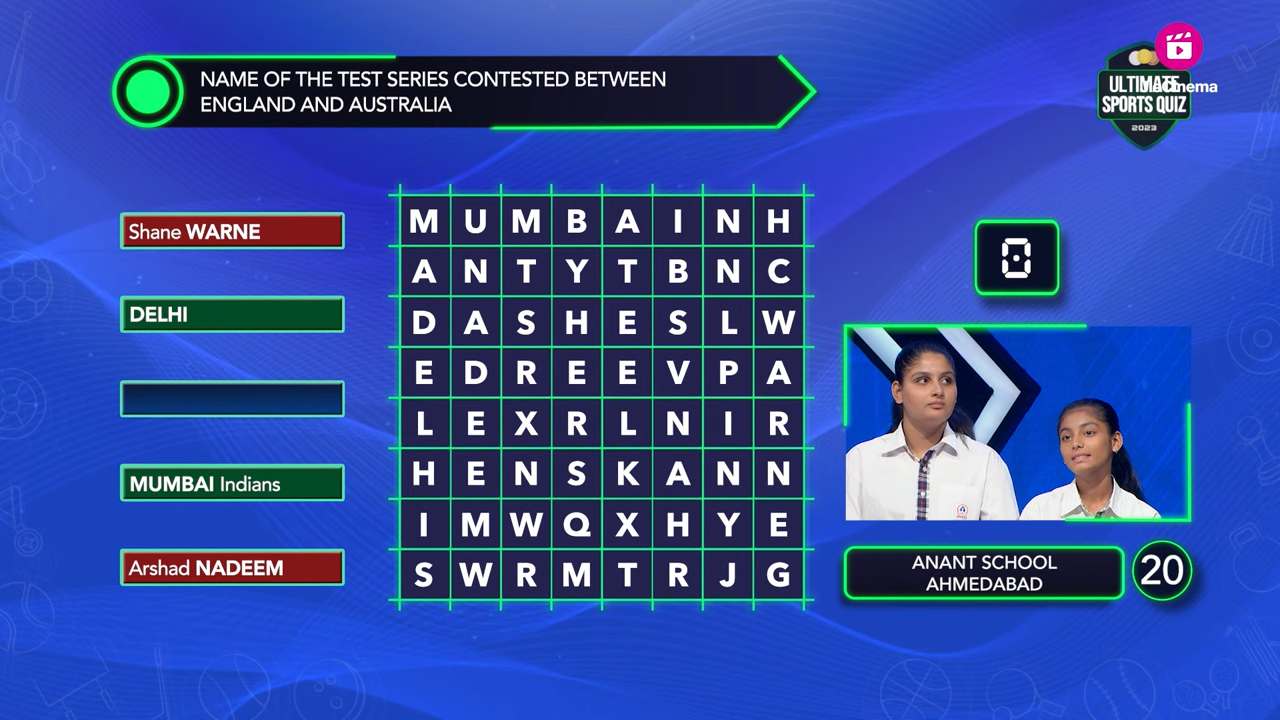 NAME OF THE TEST SERIES CONTESTED BETWEEN
ENGLAND AND AUSTRALIA
ULTIMATE
SPORTS QUIZ
2023
Shane WARNE
DELHI
MUMBAI Indians
Arshad NADEEM
M U M B A I N H
A N T Y T B N C
D A S H E S L W
E D R E E V P A
L E X R L N I R
H E N S K A N N
I M W Q X H Y E
S W R M T R J G
0
ANANT SCHOOL
AHMEDABAD
20